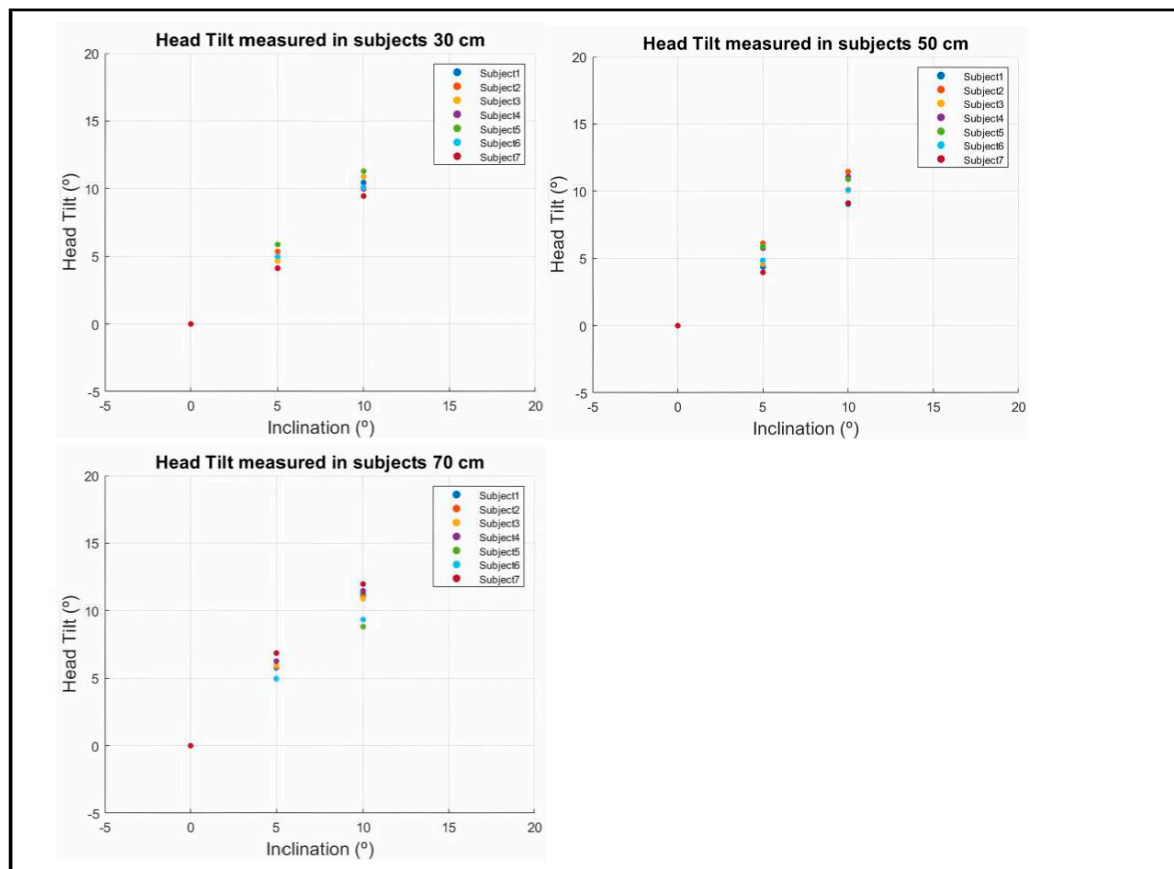 Head Tilt measured in subjects 30 cm
20
15
10
5
0
-5
Head Tilt (º)
-5 0 5 10 15 20
Inclination (º)
Subject1
Subject2
Subject3
Subject4
Subject5
Subject6
Subject7
Head Tilt measured in subjects 50 cm
20
15
10
5
0
-5
Head Tilt (º)
-5 0 5 10 15 20
Inclination (º)
Subject1
Subject2
Subject3
Subject4
Subject5
Subject6
Subject7
Head Tilt measured in subjects 70 cm
20
15
10
5
0
-5
Head Tilt (º)
-5 0 5 10 15 20
Inclination (º)
Subject1
Subject2
Subject3
Subject4
Subject5
Subject6
Subject7